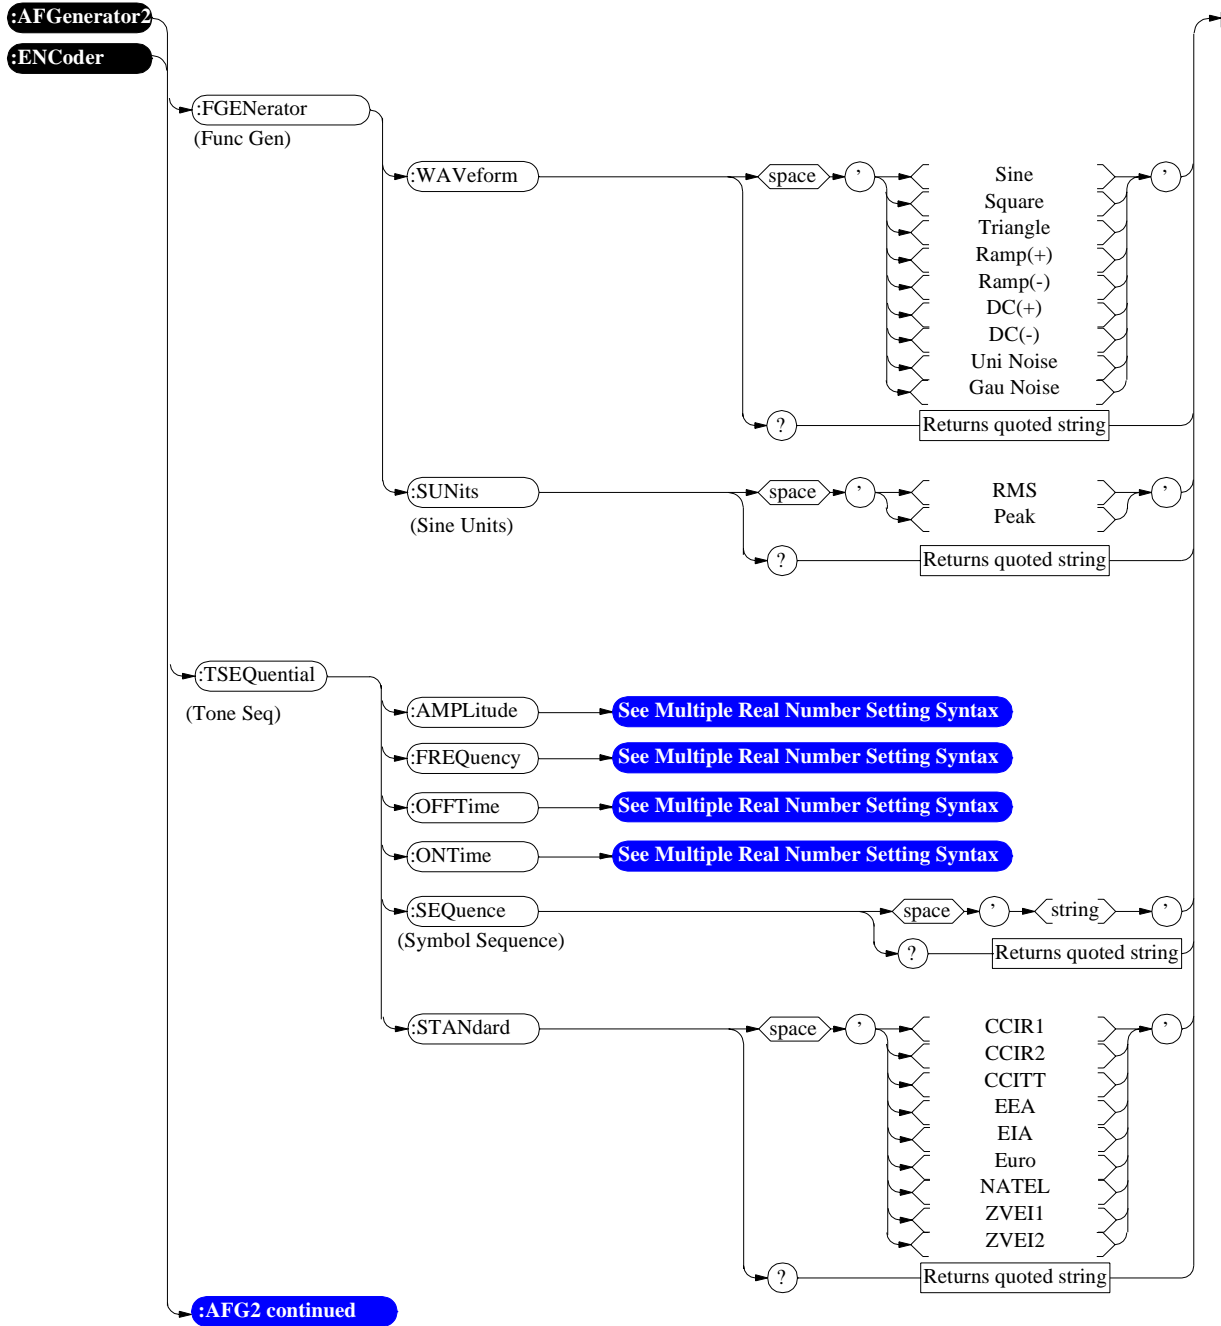 :AFGenerator2
:ENCoder
:FGENerator
(Func Gen)
:WAVeform
space
’
Sine
Square
Triangle
Ramp(+)
Ramp(-)
DC(+)
DC(-)
Uni Noise
Gau Noise
’
?
Returns quoted string
:SUNits
(Sine Units)
space
’
RMS
Peak
’
?
Returns quoted string
:TSEQuential
(Tone Seq)
:AMPLitude
See Multiple Real Number Setting Syntax
:FREQuency
See Multiple Real Number Setting Syntax
:OFFTime
See Multiple Real Number Setting Syntax
:ONTime
See Multiple Real Number Setting Syntax
:SEQuence
(Symbol Sequence)
space
’
string
’
?
Returns quoted string
:STANdard
space
’
CCIR1
CCIR2
CCITT
EEA
EIA
Euro
NATEL
ZVEI1
ZVEI2
’
?
Returns quoted string
:AFG2 continued